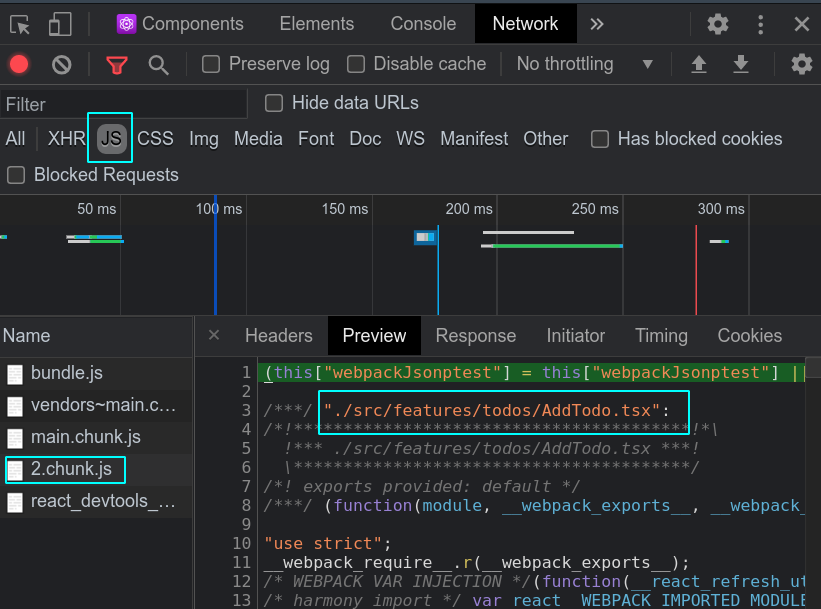 Components Elements Console Network »
Preserve log Disable cache No throttling
Filter Hide data URLs
All XHR JS CSS Img Media Font Doc WS Manifest Other Has blocked cookies
Blocked Requests
50 ms 100 ms 150 ms 200 ms 250 ms 300 ms
Name
bundle.js
vendors~main.c...
main.chunk.js
2.chunk.js
react_devtools_...
× Headers Preview Response Initiator Timing Cookies
1 (this["webpackJsonptest"] = this["webpackJsonptest"] ||
2
3 /***/ "./src/features/todos/AddTodo.tsx":
4 /*!******************************************!*\
5 !*** ./src/features/todos/AddTodo.tsx ***!
6 \******************************************/
7 /*! exports provided: default */
8 /***/ (function(module, __webpack_exports__, __webpack_
9
10 "use strict";
11 __webpack_require__.r(__webpack_exports__);
12 /* WEBPACK VAR INJECTION */(function(__react_refresh_ut
13 /* harmony import */ var react__WEBPACK_IMPORTED_MODULE